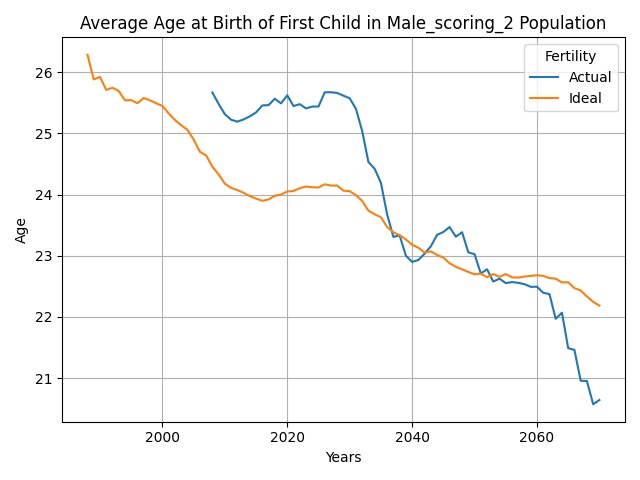 Average Age at Birth of First Child in Male_scoring_2 Population
Fertility
Actual
Ideal
Age
26
25
24
23
22
21
2000
2020
2040
2060
Years